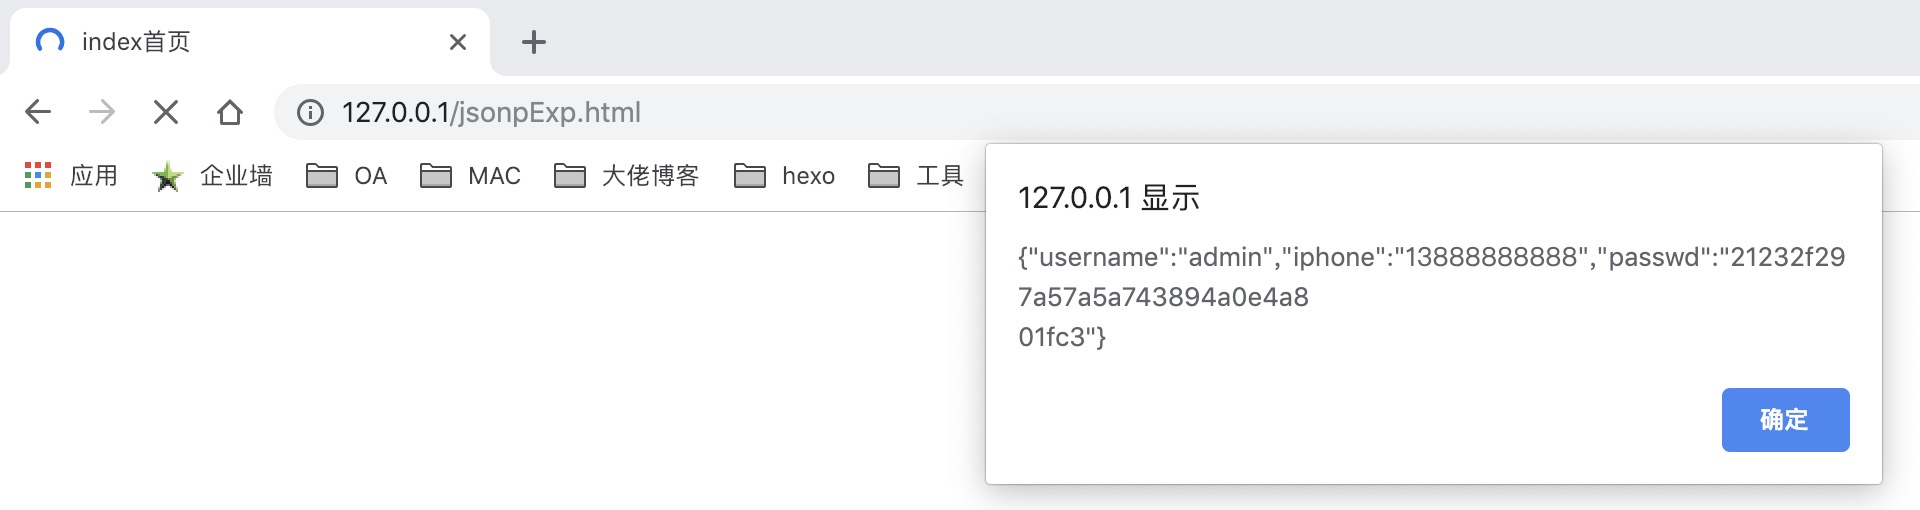 index首页
127.0.0.1/jsonpExp.html
应用 企业墙 OA MAC 大佬博客 hexo 工具
127.0.0.1 显示
{"username":"admin","iphone":"13888888888","passwd":"21232f29
7a57a5a743894a0e4a8
01fc3"}
确定